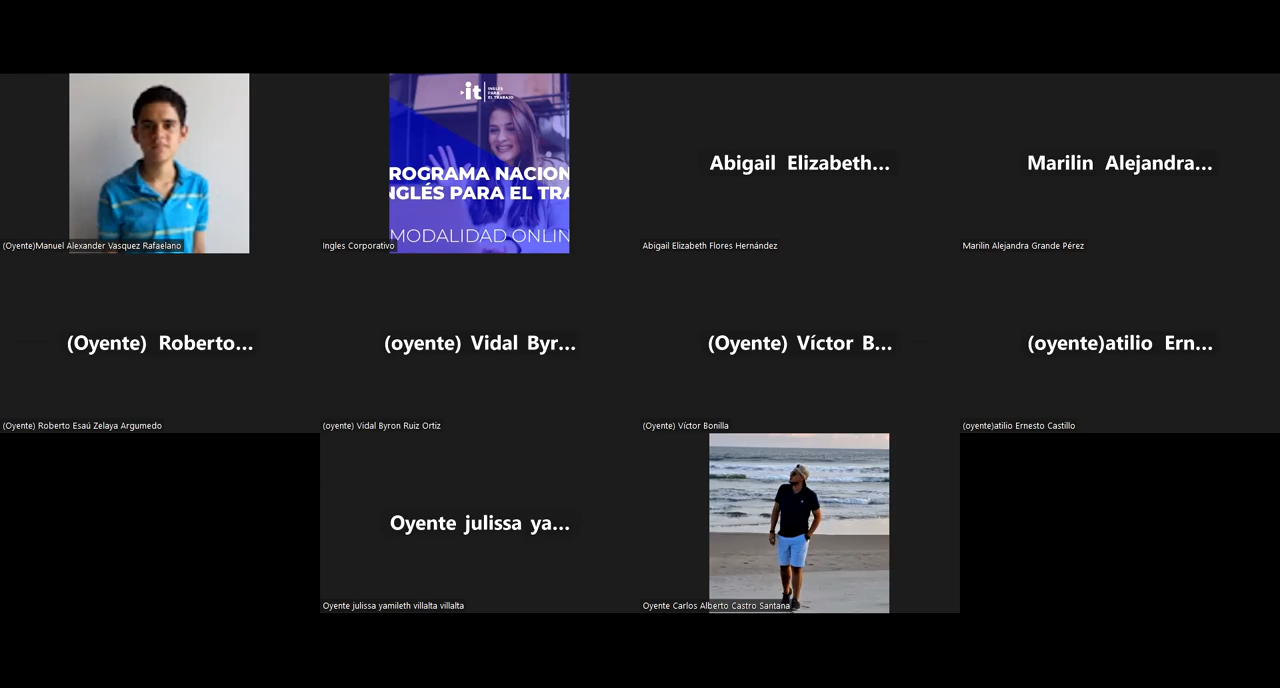 it INGLÉS
PARA
EL TRABAJO
ROGRAMA NACION
NGLÉS PARA EL TRA
MODALIDAD ONLIN
Abigail Elizabeth...
Marilin Alejandra...
(Oyente)Manuel Alexander Vasquez Rafaelano
Ingles Corporativo
Abigail Elizabeth Flores Hernández
Marilin Alejandra Grande Pérez
(Oyente) Roberto...
(oyente) Vidal Byr...
(Oyente) Víctor B...
(oyente)atilio Ern...
(Oyente) Roberto Esaú Zelaya Argumedo
(oyente) Vidal Byron Ruiz Ortiz
(Oyente) Víctor Bonilla
(oyente)atilio Ernesto Castillo
Oyente julissa ya...
Oyente julissa yamileth villalta villalta
Oyente Carlos Alberto Castro Santana